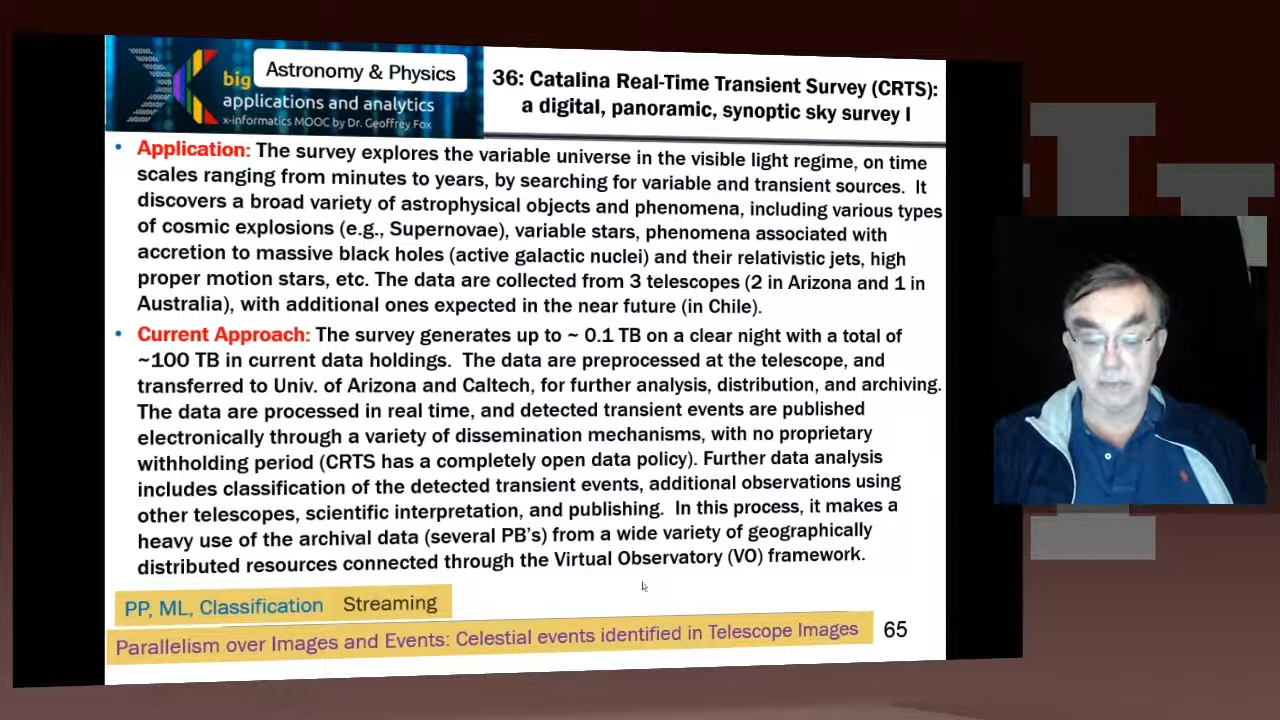 big
Astronomy & Physics
applications and analytics
x-informatics MOOC by Dr. Geoffrey Fox
36: Catalina Real-Time Transient Survey (CRTS):
a digital, panoramic, synoptic sky survey I
• Application: The survey explores the variable universe in the visible light regime, on time
scales ranging from minutes to years, by searching for variable and transient sources. It
discovers a broad variety of astrophysical objects and phenomena, including various types
of cosmic explosions (e.g., Supernovae), variable stars, phenomena associated with
accretion to massive black holes (active galactic nuclei) and their relativistic jets, high
proper motion stars, etc. The data are collected from 3 telescopes (2 in Arizona and 1 in
Australia), with additional ones expected in the near future (in Chile).
• Current Approach: The survey generates up to ~ 0.1 TB on a clear night with a total of
~100 TB in current data holdings. The data are preprocessed at the telescope, and
transferred to Univ. of Arizona and Caltech, for further analysis, distribution, and archiving.
The data are processed in real time, and detected transient events are published
electronically through a variety of dissemination mechanisms, with no proprietary
withholding period (CRTS has a completely open data policy). Further data analysis
includes classification of the detected transient events, additional observations using
other telescopes, scientific interpretation, and publishing. In this process, it makes a
heavy use of the archival data (several PB's) from a wide variety of geographically
distributed resources connected through the Virtual Observatory (VO) framework.
PP, ML, Classification Streaming
Parallelism over Images and Events: Celestial events identified in Telescope Images
65